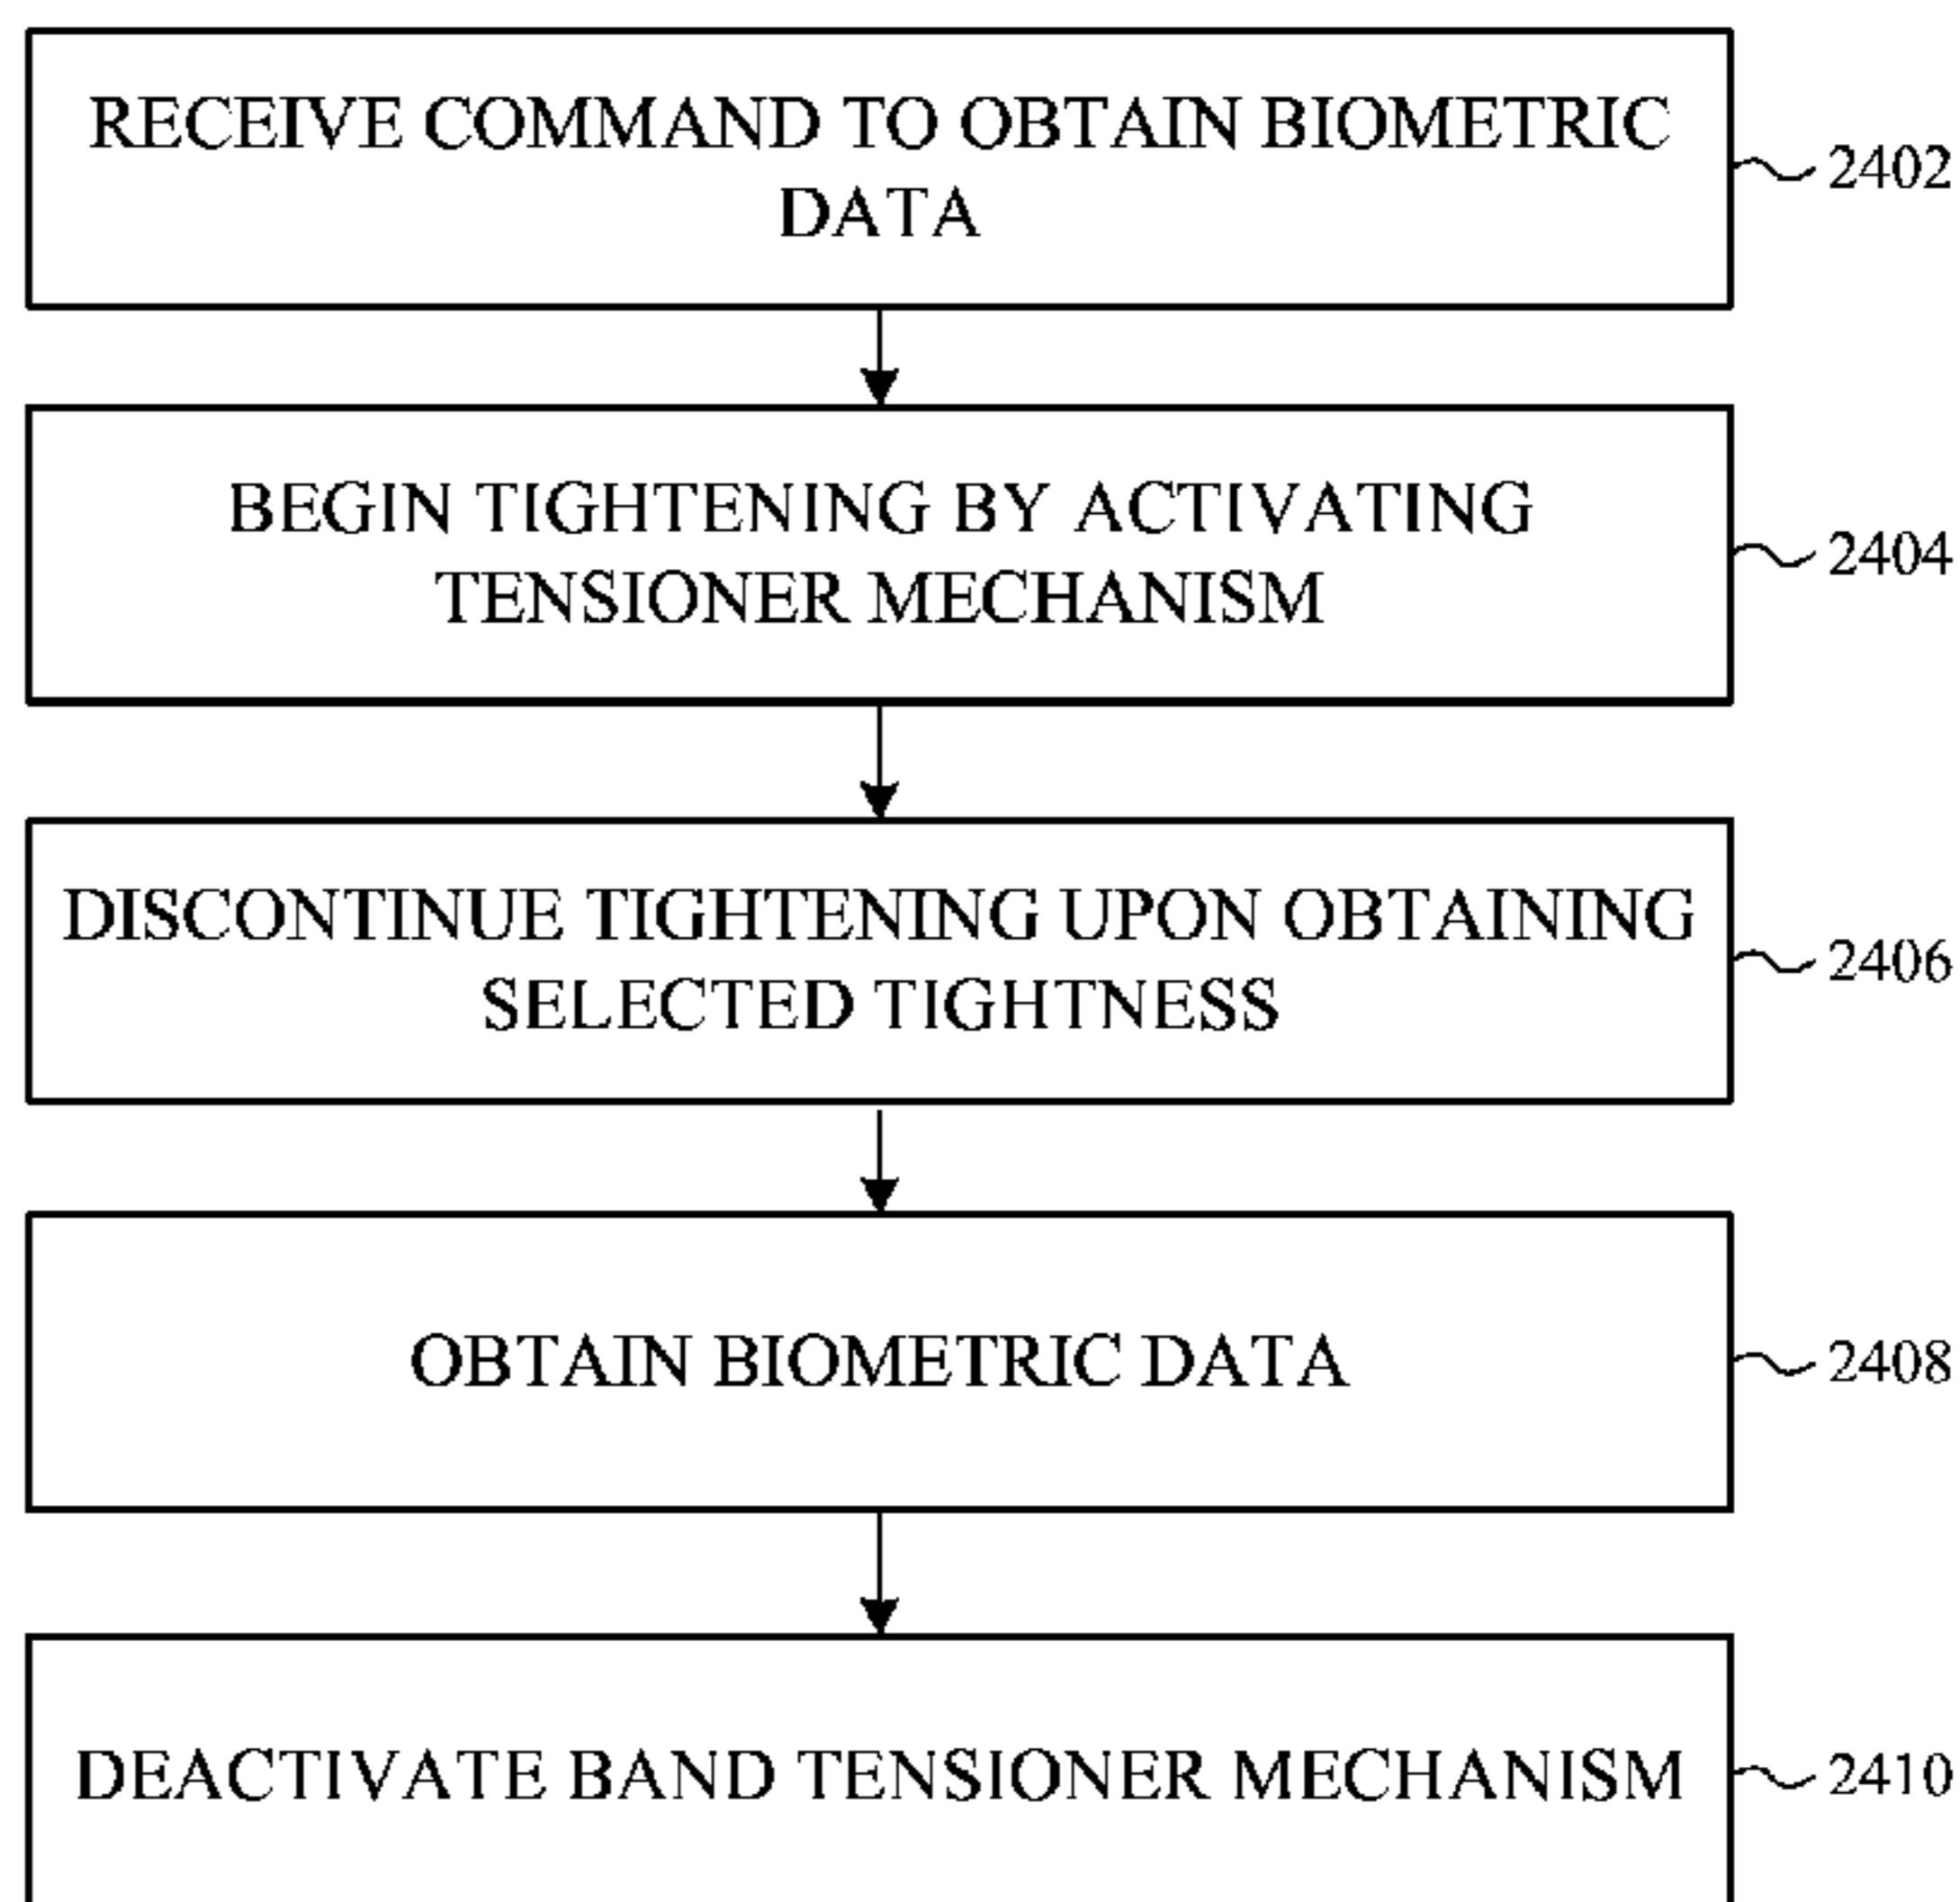 RECEIVE COMMAND TO OBTAIN BIOMETRIC
DATA
2402
BEGIN TIGHTENING BY ACTIVATING
TENSIONER MECHANISM
2404
DISCONTINUE TIGHTENING UPON OBTAINING
SELECTED TIGHTNESS
2406
OBTAIN BIOMETRIC DATA
2408
DEACTIVATE BAND TENSIONER MECHANISM
2410